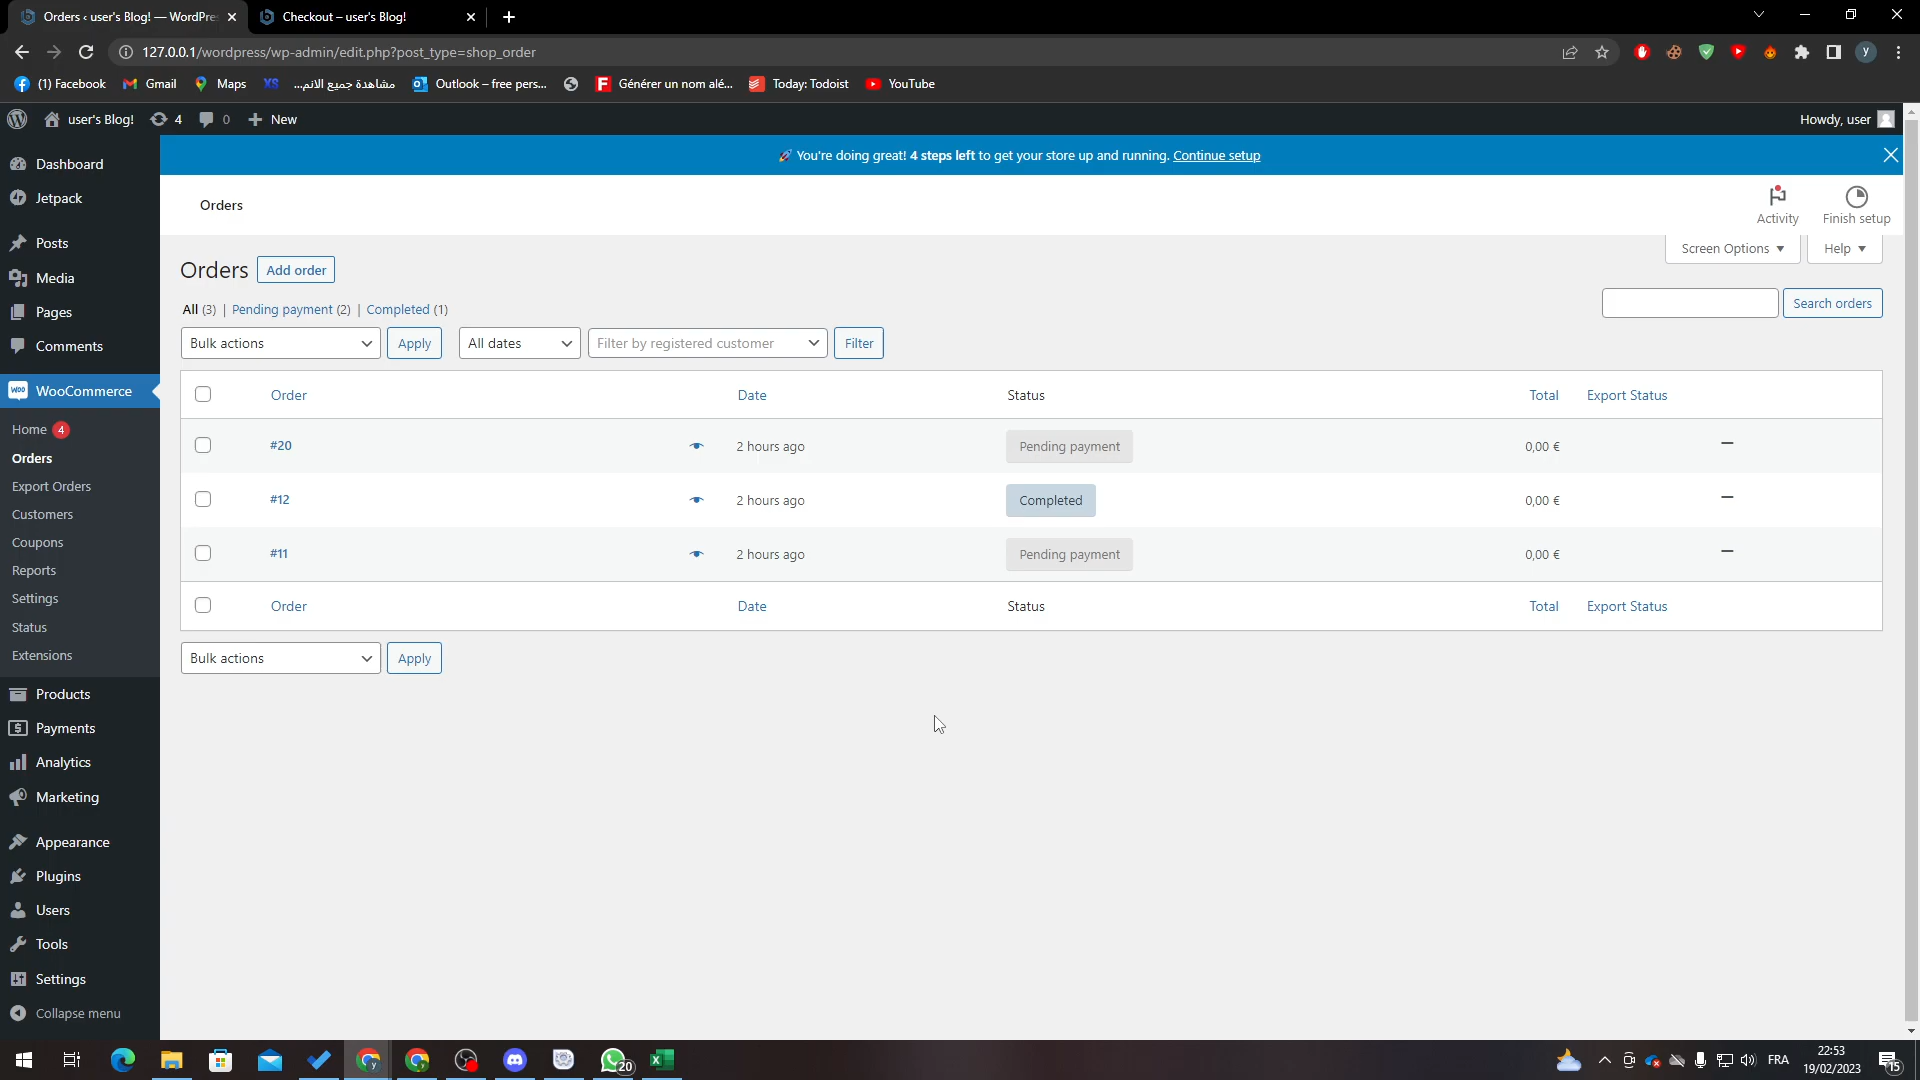 Orders ‹ user's Blog! — WordPre
Checkout – user's Blog!
127.0.0.1/wordpress/wp-admin/edit.php?post_type=shop_order
y
(1) Facebook
Gmail
Maps
XS
مشاهدة جميع الانم...
Outlook – free pers...
Générer un nom alé...
Today: Todoist
YouTube
user's Blog!
4
0
New
Howdy, user
🚀 You're doing great! 4 steps left to get your store up and running. Continue setup
Dashboard
Jetpack
Posts
Media
Pages
Comments
WooCommerce
Home 4
Orders
Export Orders
Customers
Coupons
Reports
Settings
Status
Extensions
Products
Payments
Analytics
Marketing
Appearance
Plugins
Users
Tools
Settings
Collapse menu
Orders
Activity
Finish setup
Screen Options
Help
Orders
Add order
All (3) | Pending payment (2) | Completed (1)
Search orders
Bulk actions
Apply
All dates
Filter by registered customer
Filter
Order Date Status Total Export Status
#20 2 hours ago Pending payment 0,00 € –
#12 2 hours ago Completed 0,00 € –
#11 2 hours ago Pending payment 0,00 € –
Order Date Status Total Export Status
Bulk actions
Apply
20
FRA
22:53
19/02/2023
15